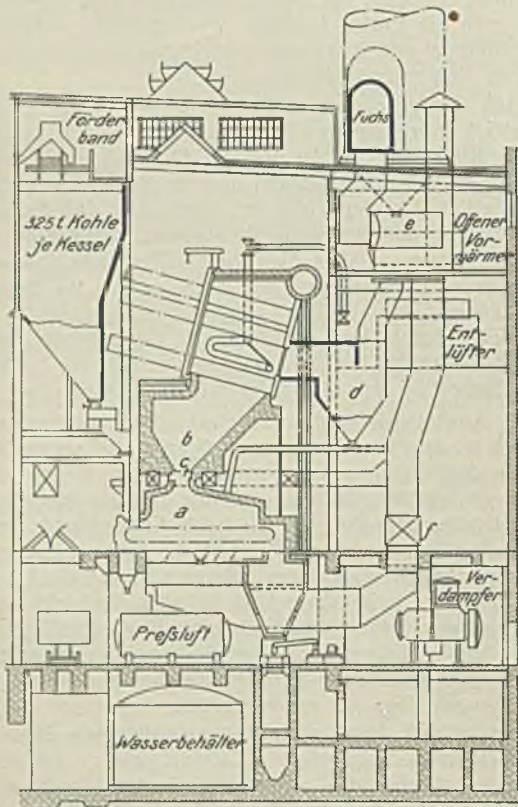 Förder
band
Fuchs
325 t Kohle
je Kessel
e
Offener
Vor-
wärmer
Ent-
lüfter
d
b
c
a
f
Ver-
dampfer
Preßluft
Wasserbehälter